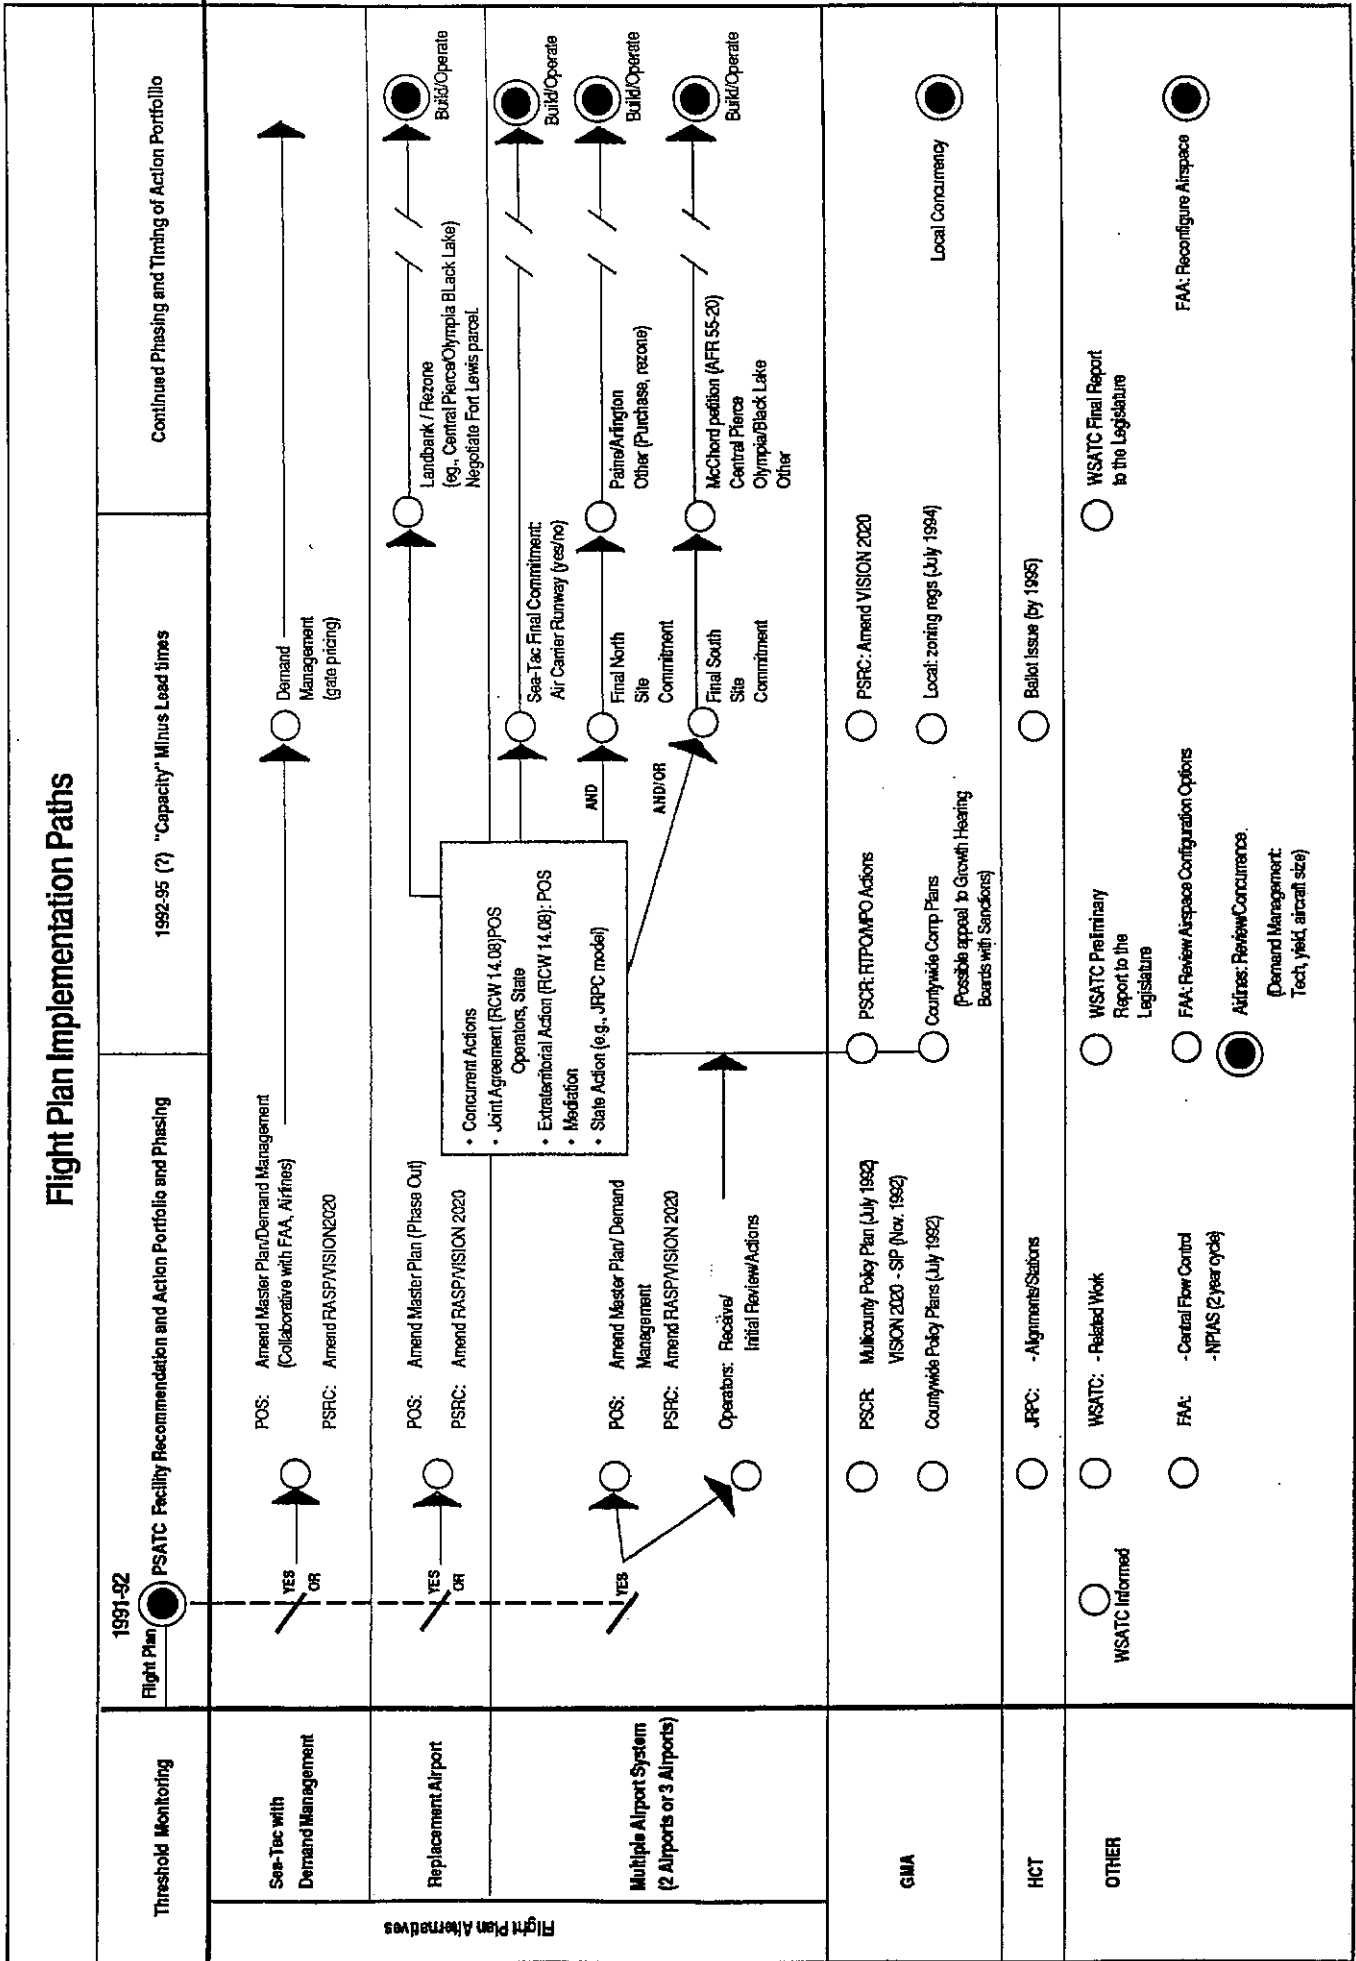 Flight Plan Implementation Paths
Threshold Monitoring
1991-92
Flight Plan
PSATC Facility Recommendation and Action Portfolio and Phasing
1992-95 (?) "Capacity" Minus Lead times
Continued Phasing and Timing of Action Portfolllo
Flight Plan Alternatives
Sea-Tac with
Demand Management
YES
OR
POS: Amend Master Plan/Demand Management
(Collaborative with FAA, Airlines)
PSRC: Amend RASP/VISION2020
Demand
Management
(gate pricing)
Replacement Airport
YES
OR
POS: Amend Master Plan (Phase Out)
PSRC: Amend RASP/VISION 2020
Landbank / Rezone
(eg., Central Pierce/Olympia BLack Lake)
Negotiate Fort Lewis parcel.
Build/Operate
• Concurrent Actions
• Joint Agreement (RCW 14.08)POS
Operators, State
• Extraterritorial Action (RCW 14.08): POS
• Mediation
• State Action (e.g., JRPC model)
Multiple Airport System
(2 Airports or 3 Airports)
YES
POS: Amend Master Plan/ Demand
Management
PSRC: Amend RASP/VISION 2020
Operators: Receive/
Initial Review/Actions
Sea-Tac Final Commitment:
Air Carrier Runway (yes/no)
Build/Operate
AND
Final North
Site
Commitment
Paine/Arlington
Other (Purchase, rezone)
Build/Operate
AND/OR
Final South
Site
Commitment
McChord petition (AFR 55-20)
Central Pierce
Olympia/Black Lake
Other
Build/Operate
GMA
PSCR: Multicounty Policy Plan (July 1992)
VISION 2020 - SIP (Nov. 1992)
Countywide Policy Plans (July 1992)
PSCR: RTPO/MPO Actions
Countywide Comp Plans
(Possible appeal to Growth Hearing
Boards with Sanctions)
PSRC: Amend VISION 2020
Local: zoning regs (July 1994)
Local Concurrency
HCT
JRPC: - Alignments/Stations
Ballot Issue (by 1995)
OTHER
WSATC Informed
WSATC: - Related Work
FAA: - Central Flow Control
- NPIAS (2 year cycle)
WSATC Preliminary
Report to the
Legislature
FAA: Review Airspace Configuration Options
Airlines: Review/Concurrence.
(Demand Management:
Tech, yield, aircraft size)
WSATC Final Report
to the Legislature
FAA: Reconfigure Airspace